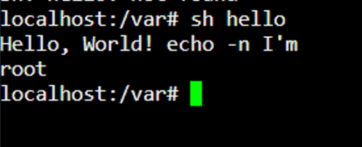 localhost:/var# sh hello
Hello, World! echo -n I'm
root
localhost:/var#